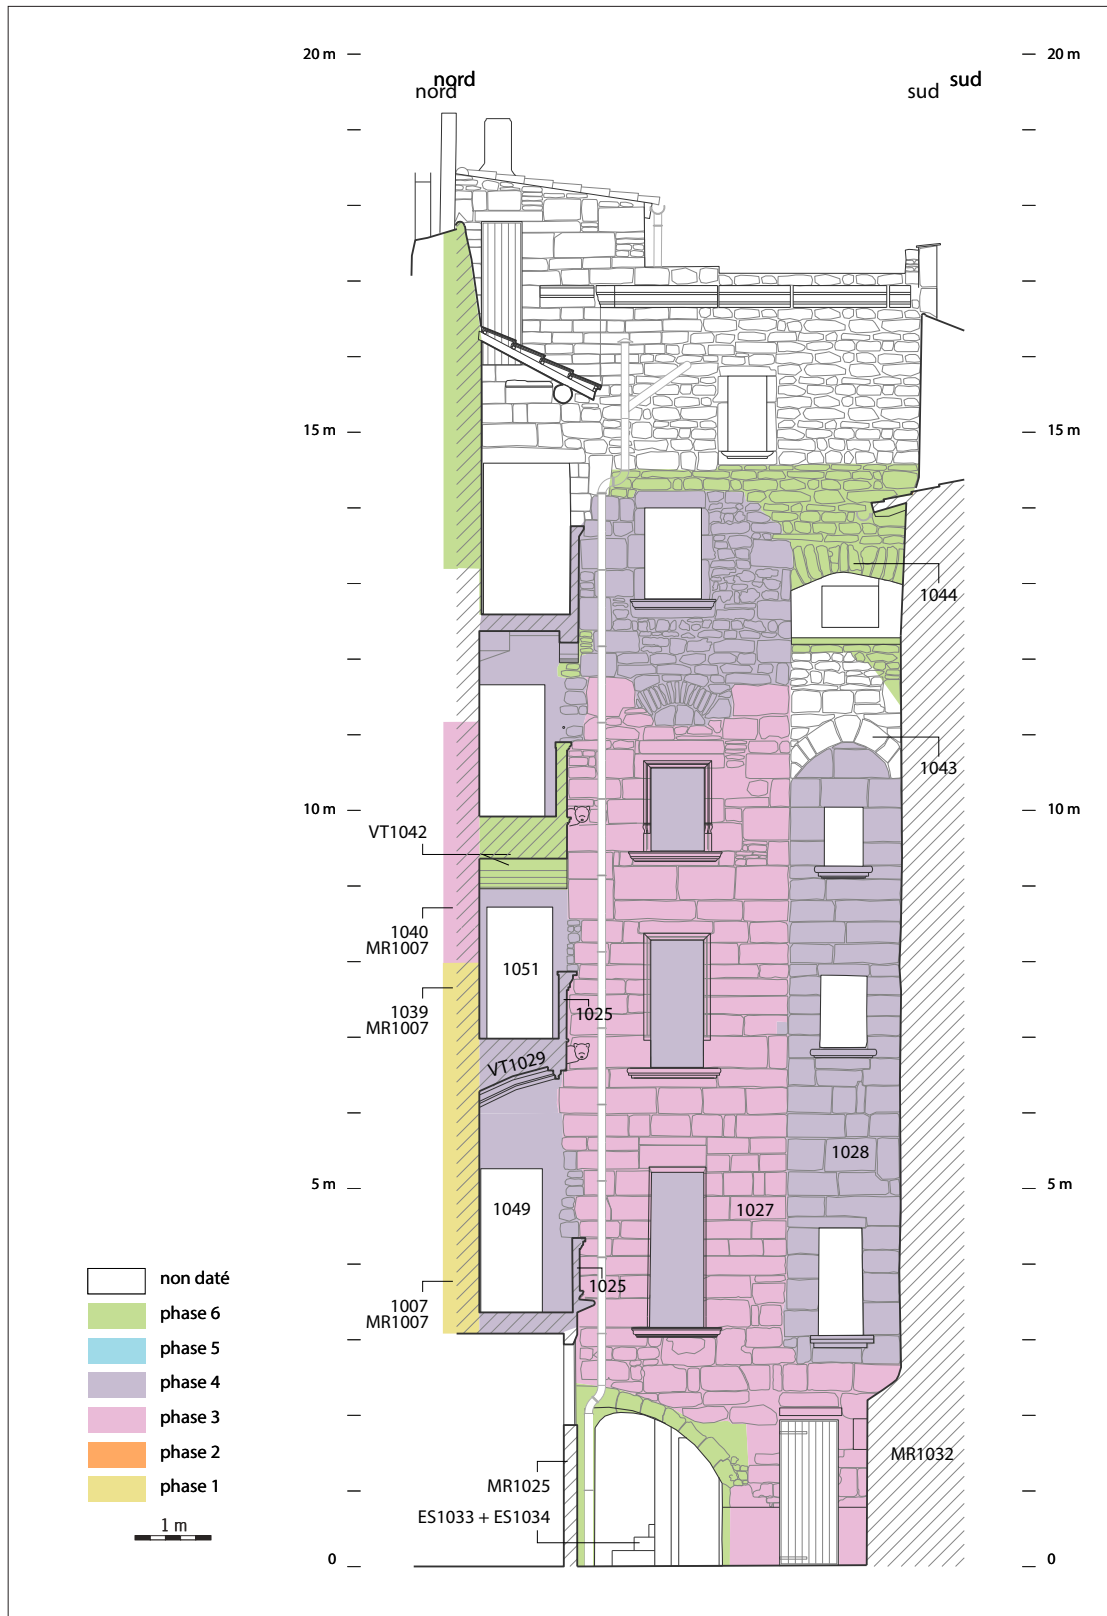 20 m
20 m
nord
nord
sud
sud
15 m
15 m
1044
1043
10 m
10 m
VT1042
1040
MR1007
1051
1039
MR1007
1025
VT1029
1028
5 m
5 m
1049
1027
1025
1007
MR1007
non daté
phase 6
phase 5
phase 4
phase 3
phase 2
phase 1
1 m
MR1032
MR1025
ES1033 + ES1034
0
0